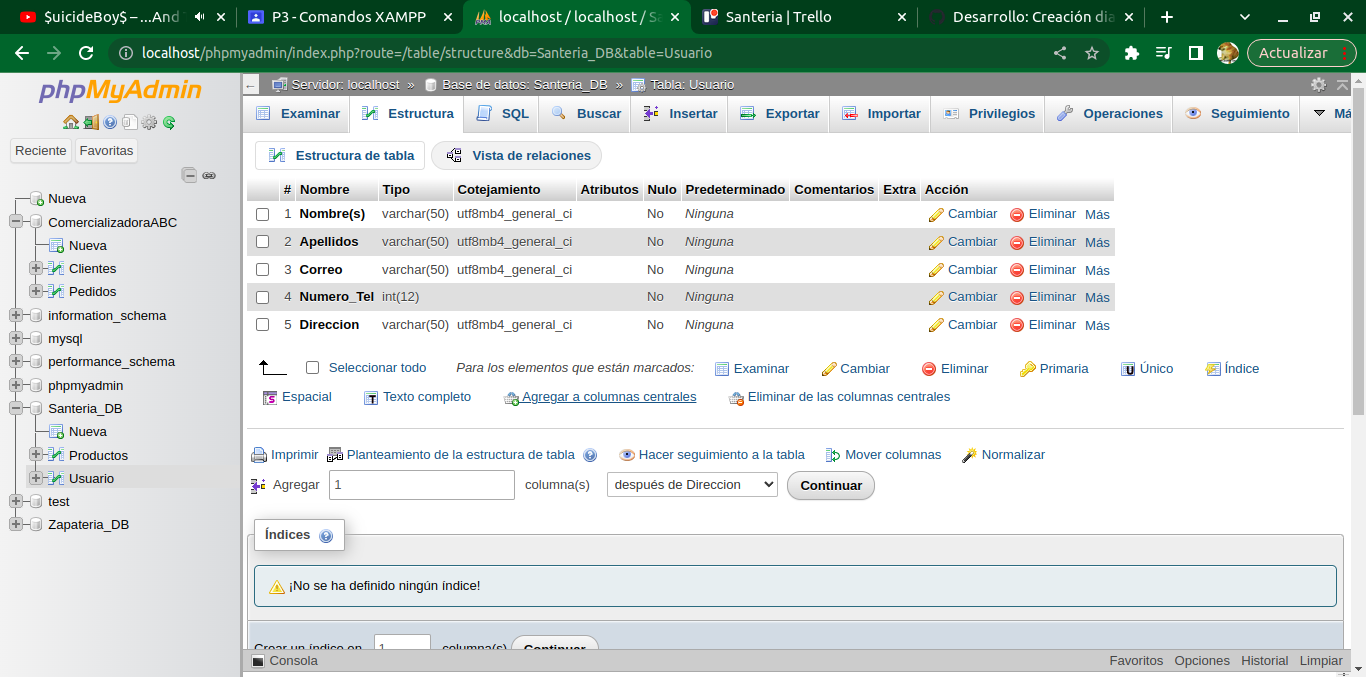 $uicideBoy$ – ...And
P3 - Comandos XAMPP
localhost / localhost / Sa
Santeria | Trello
Desarrollo: Creación dia
localhost/phpmyadmin/index.php?route=/table/structure&db=Santeria_DB&table=Usuario
Actualizar
phpMyAdmin
Reciente
Favoritas
Nueva
ComercializadoraABC
Nueva
Clientes
Pedidos
information_schema
mysql
performance_schema
phpmyadmin
Santeria_DB
Nueva
Productos
Usuario
test
Zapateria_DB
Servidor: localhost » Base de datos: Santeria_DB » Tabla: Usuario
Examinar Estructura SQL Buscar Insertar Exportar Importar Privilegios Operaciones Seguimiento Má
Estructura de tabla Vista de relaciones
# Nombre Tipo Cotejamiento Atributos Nulo Predeterminado Comentarios Extra Acción
1 Nombre(s) varchar(50) utf8mb4_general_ci No Ninguna Cambiar Eliminar Más
2 Apellidos varchar(50) utf8mb4_general_ci No Ninguna Cambiar Eliminar Más
3 Correo varchar(50) utf8mb4_general_ci No Ninguna Cambiar Eliminar Más
4 Numero_Tel int(12) No Ninguna Cambiar Eliminar Más
5 Direccion varchar(50) utf8mb4_general_ci No Ninguna Cambiar Eliminar Más
Seleccionar todo Para los elementos que están marcados: Examinar Cambiar Eliminar Primaria Único Índice
Espacial Texto completo Agregar a columnas centrales Eliminar de las columnas centrales
Imprimir Planteamiento de la estructura de tabla Hacer seguimiento a la tabla Mover columnas Normalizar
Agregar 1 columna(s) después de Direccion Continuar
Índices
¡No se ha definido ningún índice!
Crear un índice en 1 columna(s) Continuar
Consola Favoritos Opciones Historial Limpiar